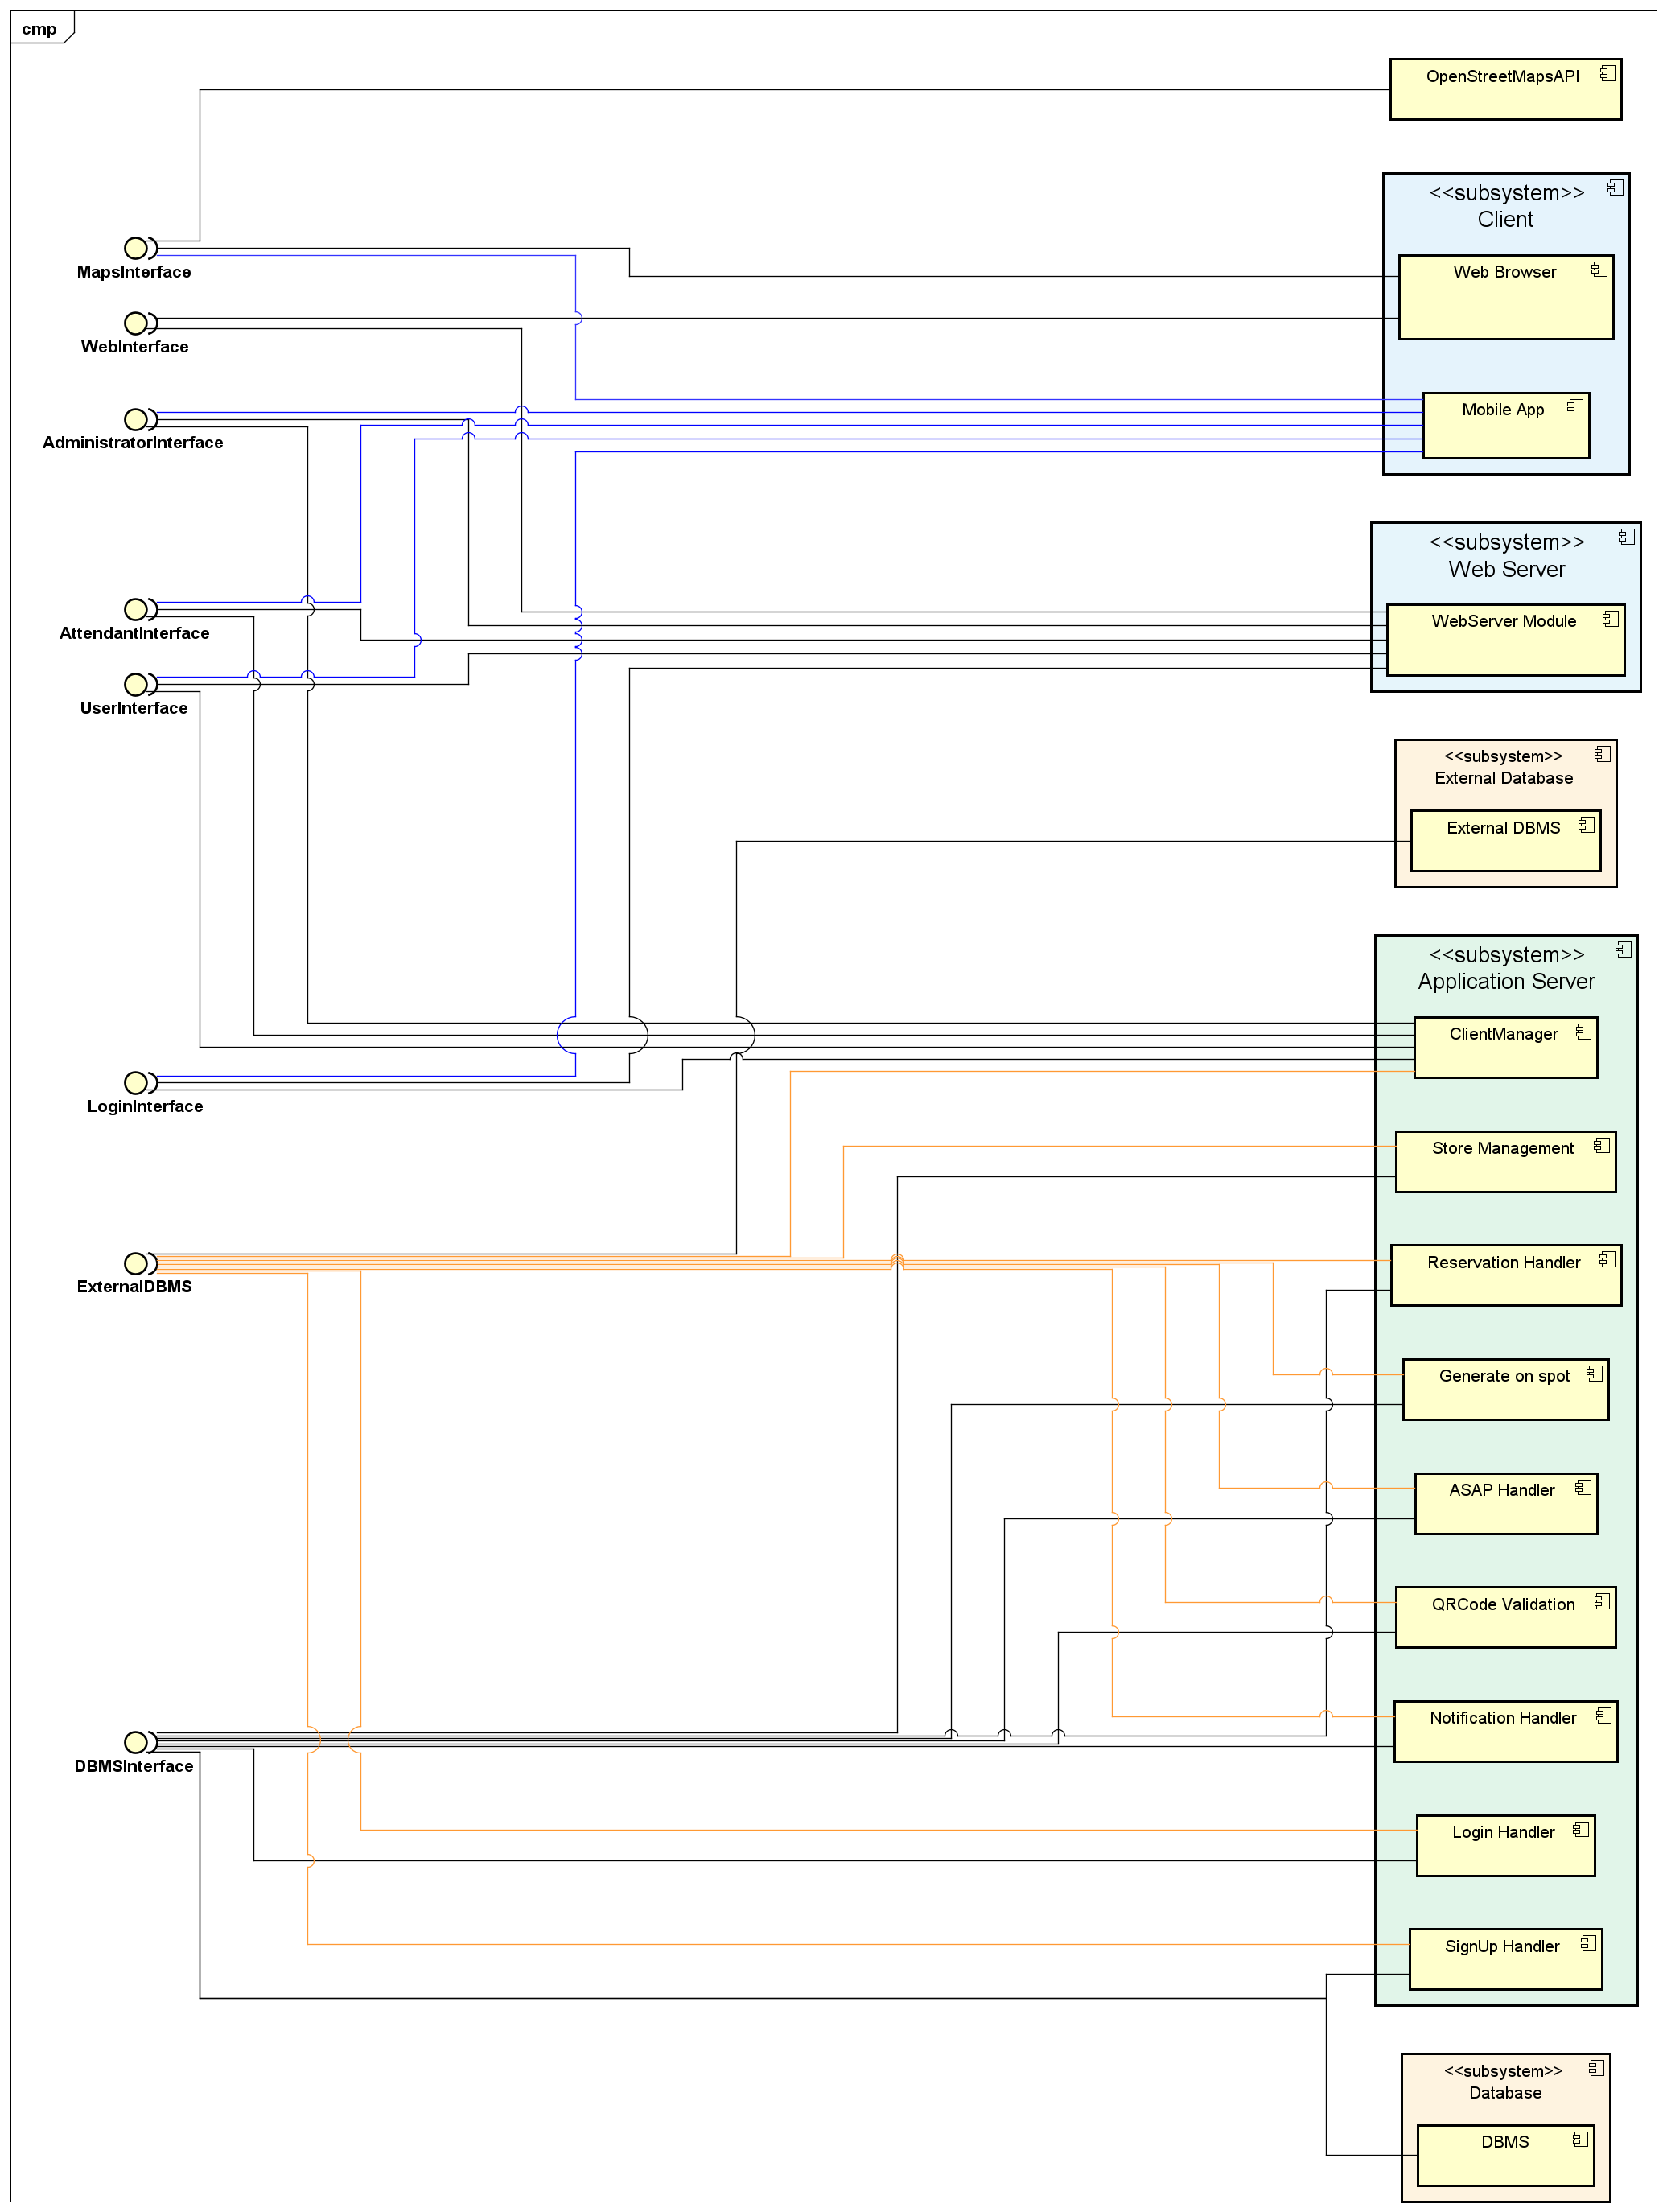 cmp
OpenStreetMapsAPI
<<subsystem>>
Client
Web Browser
Mobile App
MapsInterface
WebInterface
AdministratorInterface
<<subsystem>>
Web Server
WebServer Module
AttendantInterface
UserInterface
<<subsystem>>
External Database
External DBMS
<<subsystem>>
Application Server
ClientManager
LoginInterface
Store Management
Reservation Handler
ExternalDBMS
Generate on spot
ASAP Handler
QRCode Validation
Notification Handler
DBMSInterface
Login Handler
SignUp Handler
<<subsystem>>
Database
DBMS